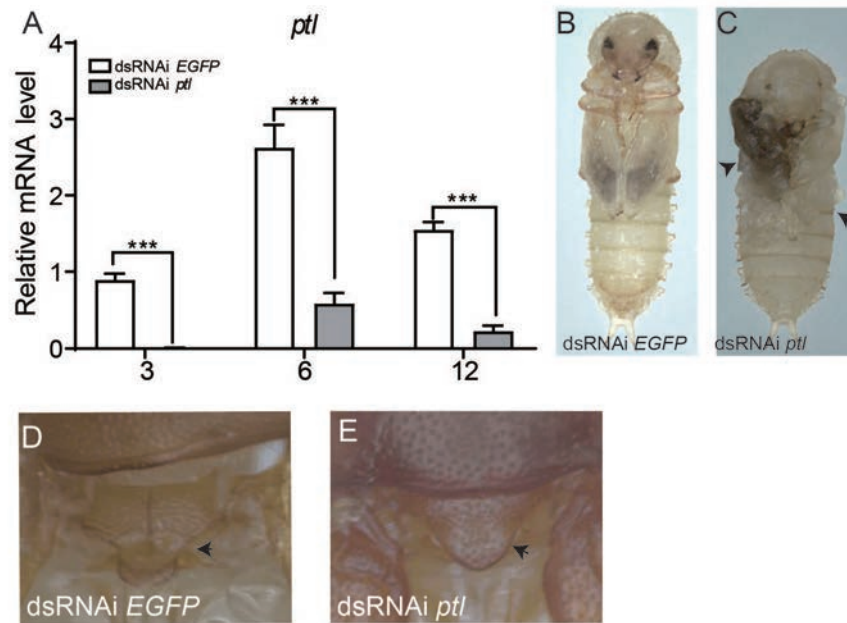 A
ptl
B
C
4
dsRNAi EGFP
dsRNAi ptl
***
3
***
Relative mRNA level
2
***
1
0
3
6
12
dsRNAi EGFP
dsRNAi ptl
D
E
dsRNAi EGFP
dsRNAi ptl